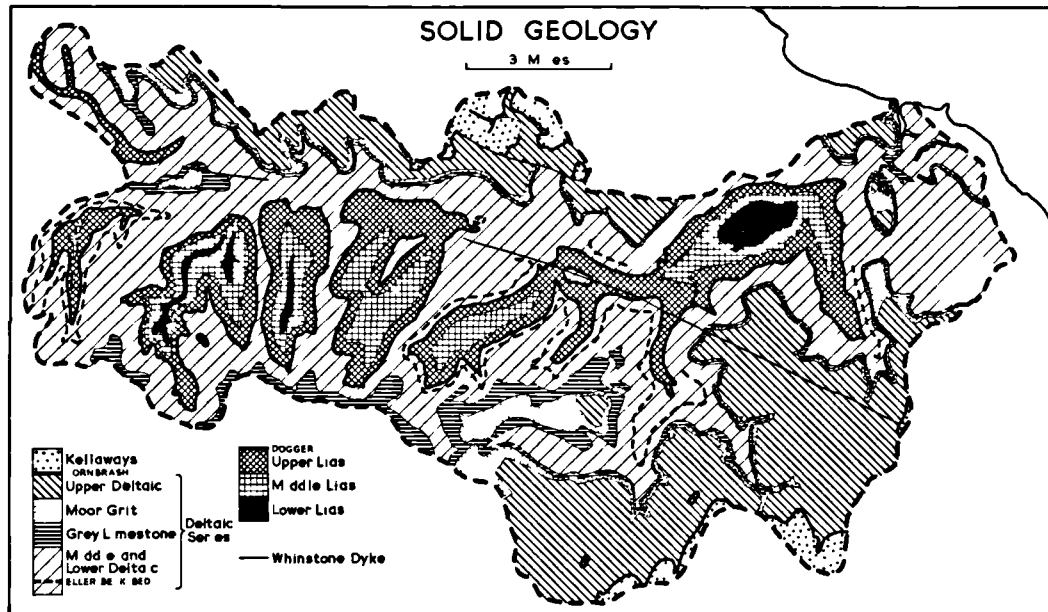 SOLID GEOLOGY
3 M es
Kellaways
ORNBRASH
Upper Deltaic
Moor Grit
Grey L mestone
M dd e and
Lower Delta c
ELLER BE K BED
Deltaic
Ser es
DOGGER
Upper Lias
M ddle Lias
Lower Lias
Whinstone Dyke